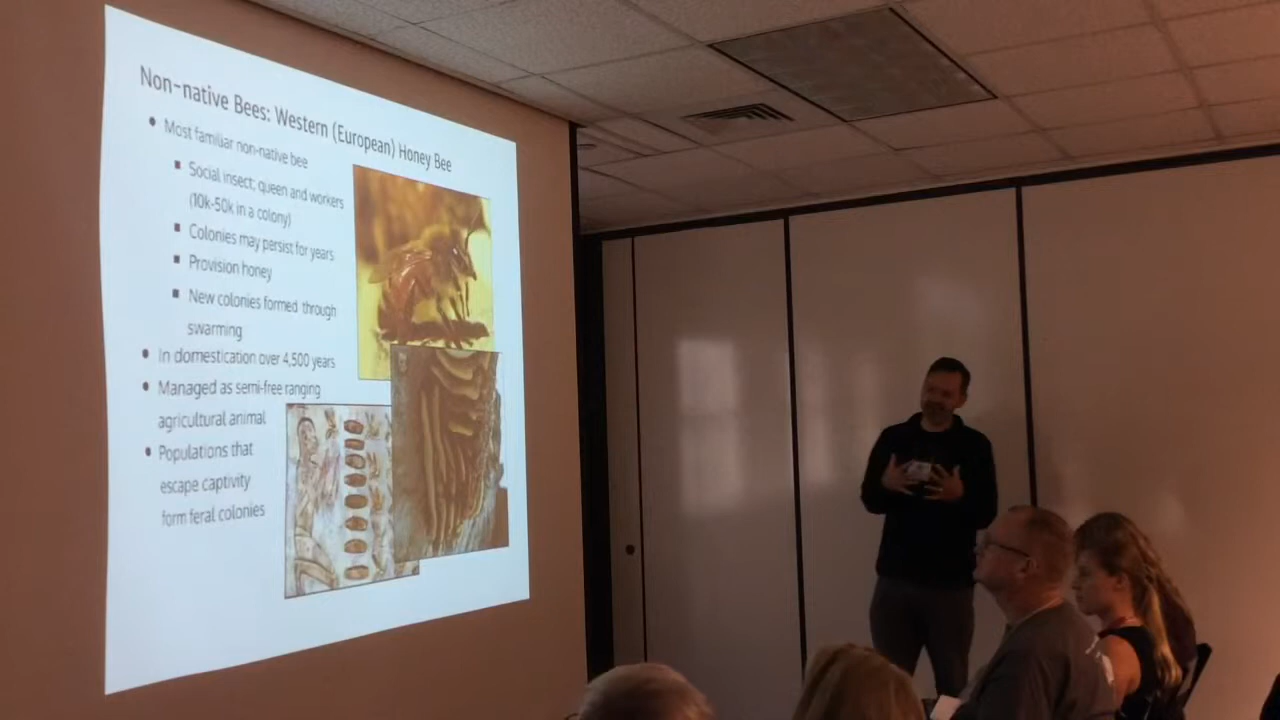 Non-native Bees: Western (European) Honey Bee
• Most familiar non-native bee
▪ Social insect; queen and workers
(10k-50k in a colony)
▪ Colonies may persist for years
▪ Provision honey
▪ New colonies formed through
swarming
• In domestication over 4,500 years
• Managed as semi-free ranging
agricultural animal
• Populations that
escape captivity
form feral colonies